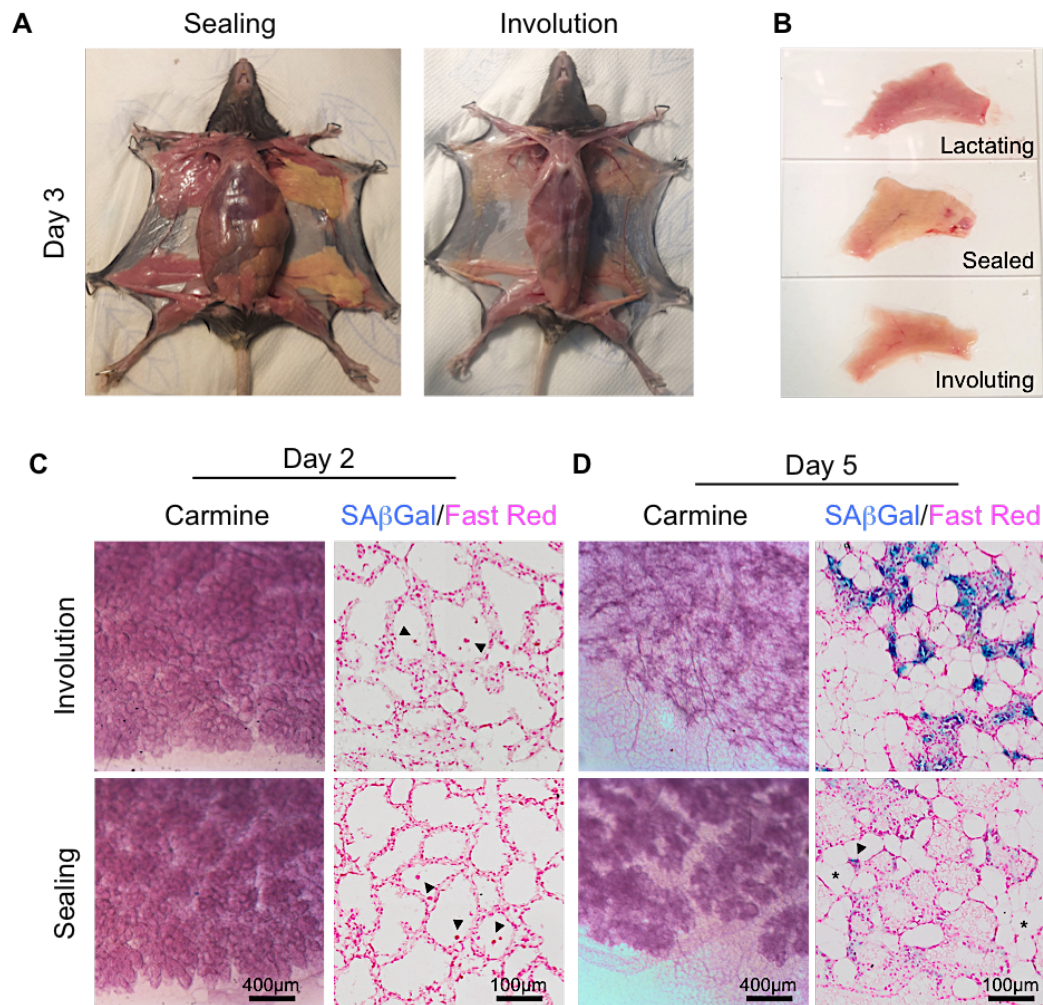 A
Sealing
Involution
B
Day 3
Lactating
Sealed
Involuting
C
Day 2
D
Day 5
Carmine
SAβGal/Fast Red
Carmine
SAβGal/Fast Red
Involution
Sealing
400μm
100μm
400μm
100μm
*
*